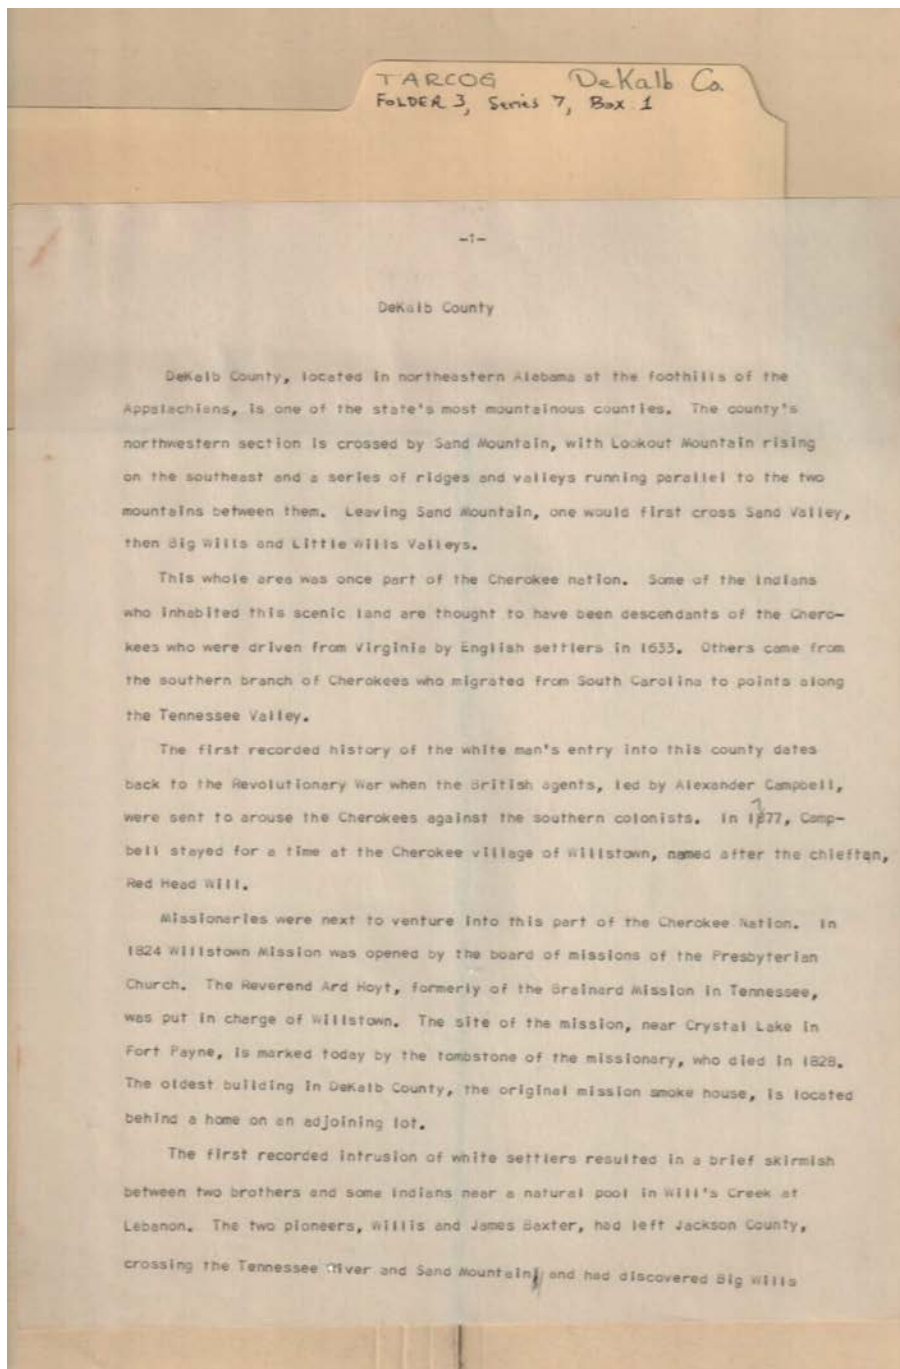 TARCOG DeKalb Co.
FOLDER 3, Series 7, Box 1
-1-
DeKalb County
DeKalb County, located in northeastern Alabama at the foothills of the
Appalachians, is one of the state's most mountainous counties. The county's
northwestern section is crossed by Sand Mountain, with Lookout Mountain rising
on the southeast and a series of ridges and valleys running parallel to the two
mountains between them. Leaving Sand Mountain, one would first cross Sand Valley,
then Big Wills and Little Wills Valleys.
This whole area was once part of the Cherokee nation. Some of the Indians
who inhabited this scenic land are thought to have been descendants of the Chero-
kees who were driven from Virginia by English settlers in 1633. Others came from
the southern branch of Cherokees who migrated from South Carolina to points along
the Tennessee Valley.
The first recorded history of the white man's entry into this county dates
back to the Revolutionary War when the British agents, led by Alexander Campbell,
were sent to arouse the Cherokees against the southern colonists. In 1777, Camp-
bell stayed for a time at the Cherokee village of Willstown, named after the chieftan,
Red Head Will.
Missionaries were next to venture into this part of the Cherokee Nation. In
1824 Willstown Mission was opened by the board of missions of the Presbyterian
Church. The Reverend Ard Hoyt, formerly of the Brainard Mission in Tennessee,
was put in charge of Willstown. The site of the mission, near Crystal Lake in
Fort Payne, is marked today by the tombstone of the missionary, who died in 1828.
The oldest building in DeKalb County, the original mission smoke house, is located
behind a home on an adjoining lot.
The first recorded intrusion of white settlers resulted in a brief skirmish
between two brothers and some Indians near a natural pool in Will's Creek at
Lebanon. The two pioneers, Willis and James Baxter, had left Jackson County,
crossing the Tennessee River and Sand Mountain, and had discovered Big Wills